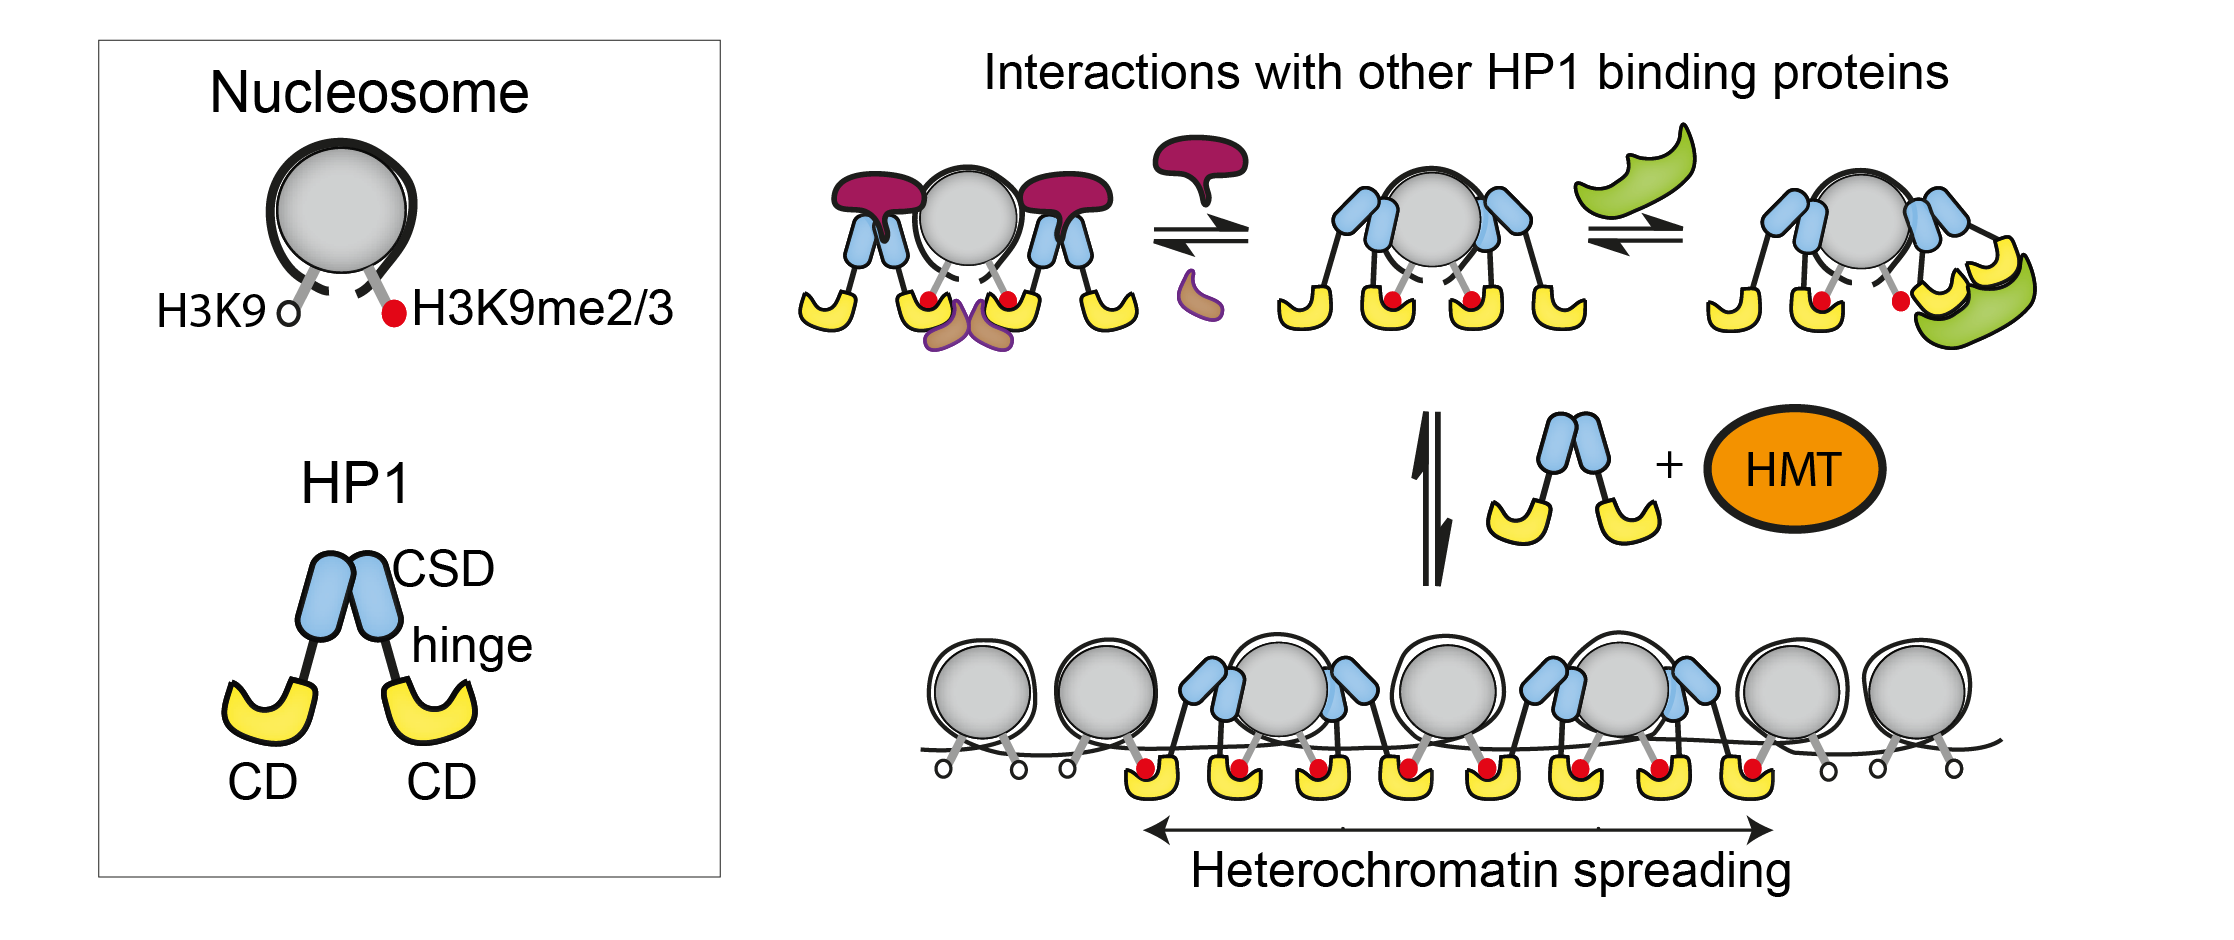 Nucleosome
H3K9
H3K9me2/3
HP1
CSD
hinge
CD
CD
Interactions with other HP1 binding proteins
+
HMT
Heterochromatin spreading